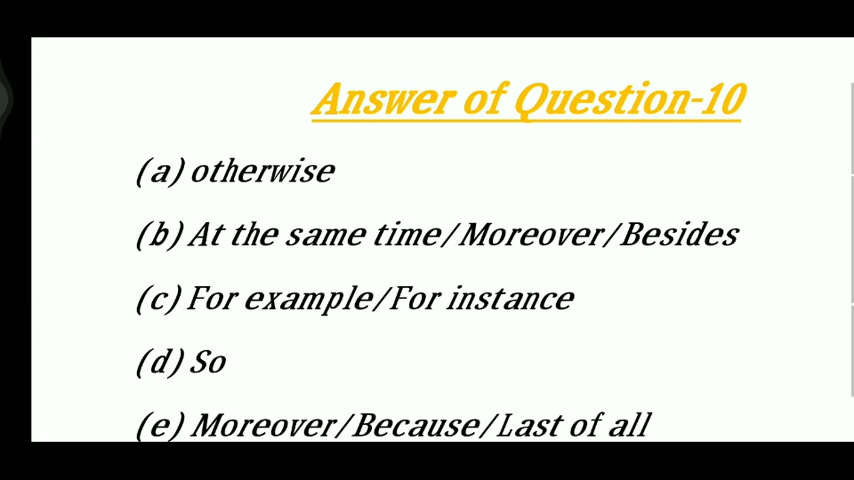 Answer of Question-10
(a) otherwise
(b) At the same time/Moreover/Besides
(c) For example/For instance
(d) So
(e) Moreover/Because/Last of all